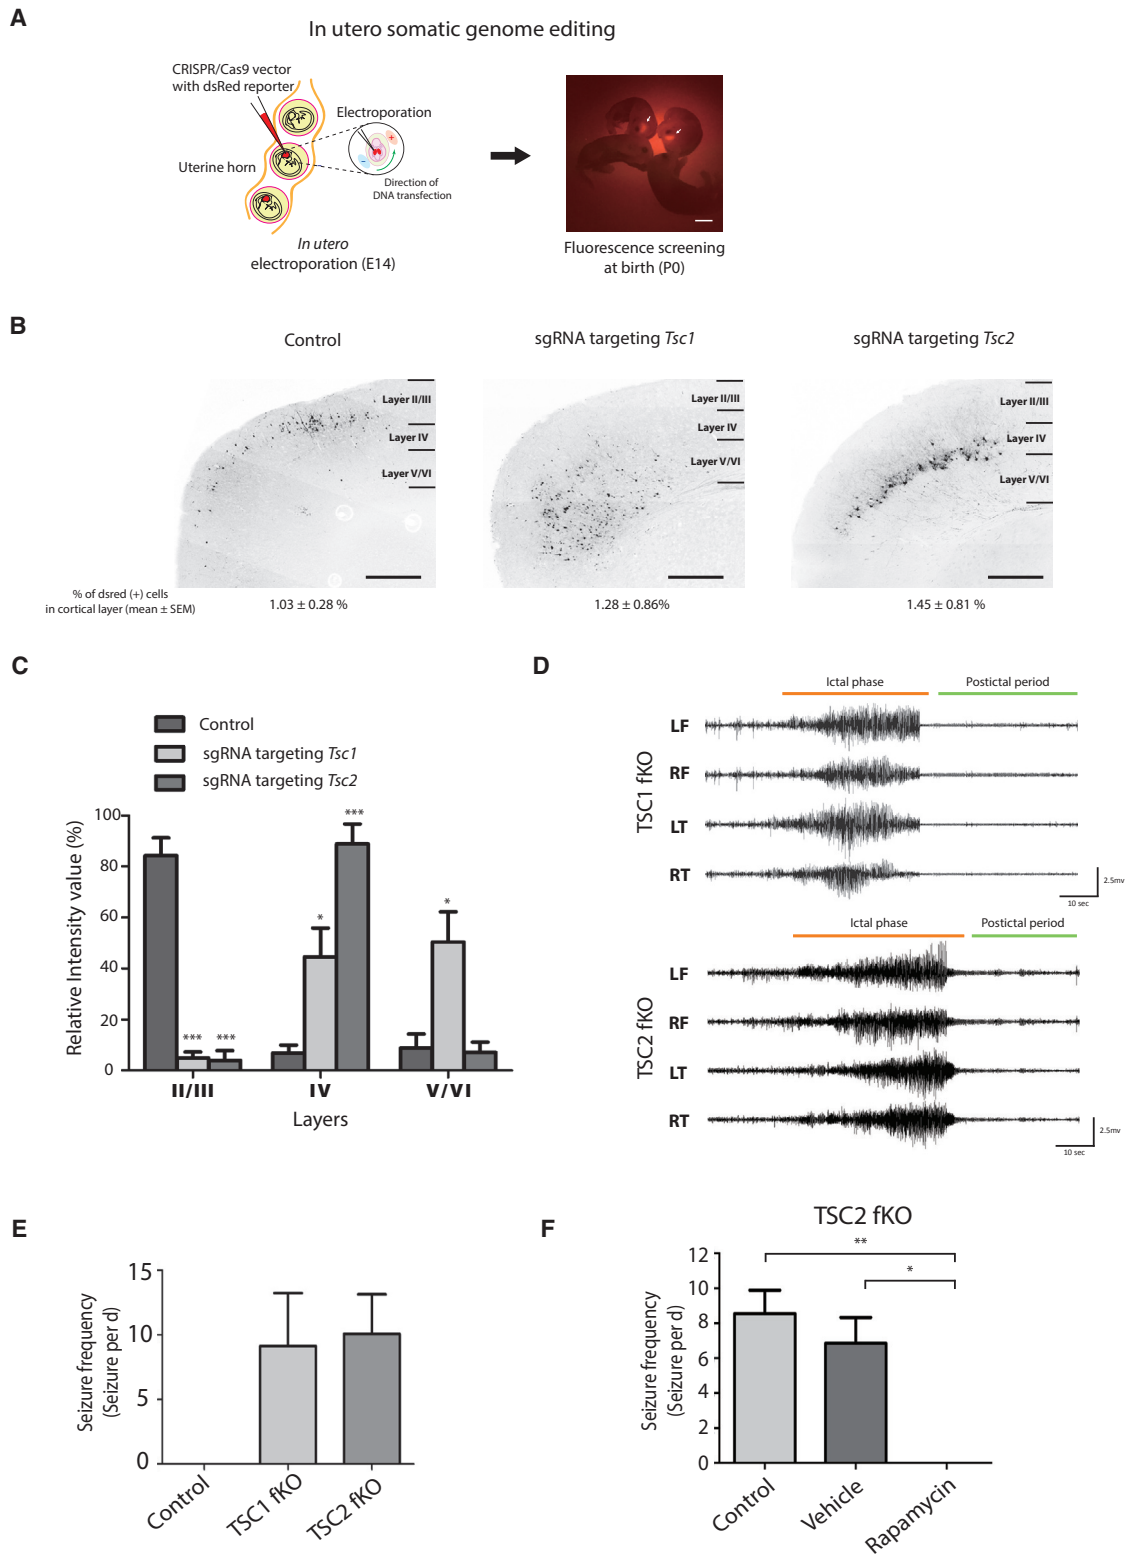 A
In utero somatic genome editing
CRISPR/Cas9 vector
with dsRed reporter
Electroporation
+
-
Uterine horn
Direction of
DNA transfection
In utero
electroporation (E14)
Fluorescence screening
at birth (P0)
B
Control
sgRNA targeting Tsc1
sgRNA targeting Tsc2
Layer II/III
Layer IV
Layer V/VI
Layer II/III
Layer IV
Layer V/VI
Layer II/III
Layer IV
Layer V/VI
% of dsred (+) cells
in cortical layer (mean ± SEM)
1.03 ± 0.28 %
1.28 ± 0.86%
1.45 ± 0.81 %
C
Control
sgRNA targeting Tsc1
sgRNA targeting Tsc2
Relative Intensity value (%)
100
80
60
40
20
0
***
***
*
***
*
II/III
IV
V/VI
Layers
D
Ictal phase
Postictal period
TSC1 fKO
LF
RF
LT
RT
2.5mv
10 sec
Ictal phase
Postictal period
TSC2 fKO
LF
RF
LT
RT
2.5mv
10 sec
E
Seizure frequency
(Seizure per d)
15
10
5
0
Control
TSC1 fKO
TSC2 fKO
F
TSC2 fKO
Seizure frequency
(Seizure per d)
12
10
8
6
4
2
0
**
*
Control
Vehicle
Rapamycin